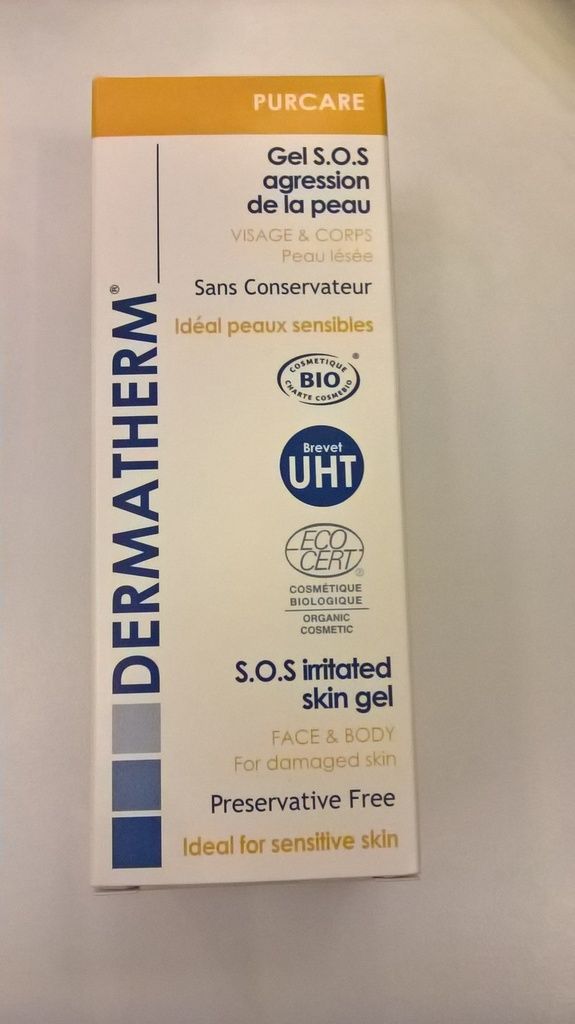 PURCARE
Gel S.O.S
agression
de la peau
VISAGE & CORPS
Peau lésée
Sans Conservateur
Idéal peaux sensibles
DERMATHERM®
COSMETIQUE
BIO
CHARTE COSMEBIO
®
Brevet
UHT
ECO
CERT®
COSMÉTIQUE
BIOLOGIQUE
ORGANIC
COSMETIC
S.O.S irritated
skin gel
FACE & BODY
For damaged skin
Preservative Free
Ideal for sensitive skin